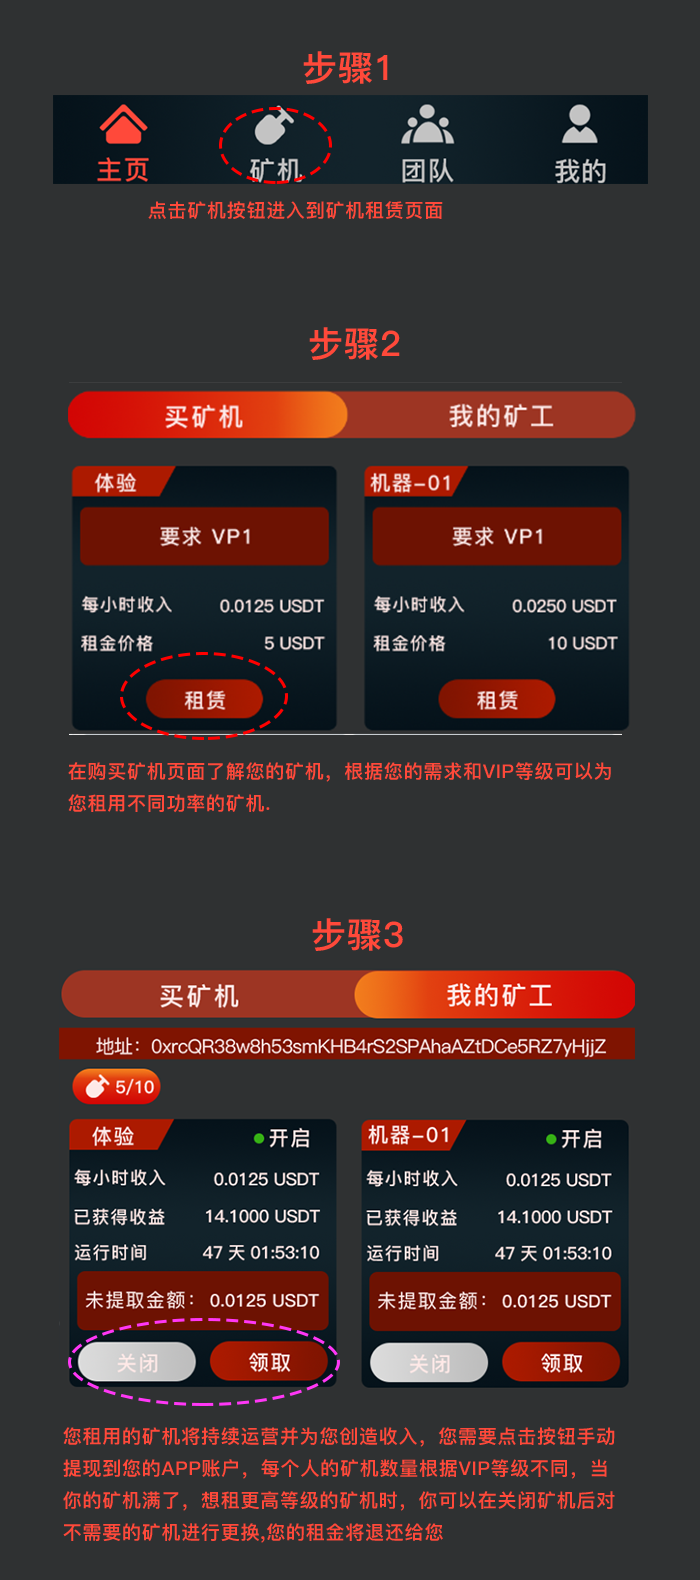 步骤1
主页 矿机 团队 我的
点击矿机按钮进入到矿机租赁页面
步骤2
买矿机 我的矿工
体验 机器-01
要求 VP1 要求 VP1
每小时收入 0.0125 USDT 每小时收入 0.0250 USDT
租金价格 5 USDT 租金价格 10 USDT
租赁 租赁
在购买矿机页面了解您的矿机，根据您的需求和VIP等级可以为
您租用不同功率的矿机.
步骤3
买矿机 我的矿工
地址：0xrcQR38w8h53smKHB4rS2SPAhaAZtDCe5RZ7yHjjZ
5/10
体验 开启 机器-01 开启
每小时收入 0.0125 USDT 每小时收入 0.0125 USDT
已获得收益 14.1000 USDT 已获得收益 14.1000 USDT
运行时间 47 天 01:53:10 运行时间 47 天 01:53:10
未提取金额： 0.0125 USDT 未提取金额： 0.0125 USDT
关闭 领取 关闭 领取
您租用的矿机将持续运营并为您创造收入，您需要点击按钮手动
提现到您的APP账户，每个人的矿机数量根据VIP等级不同，当
你的矿机满了，想租更高等级的矿机时，你可以在关闭矿机后对
不需要的矿机进行更换,您的租金将退还给您